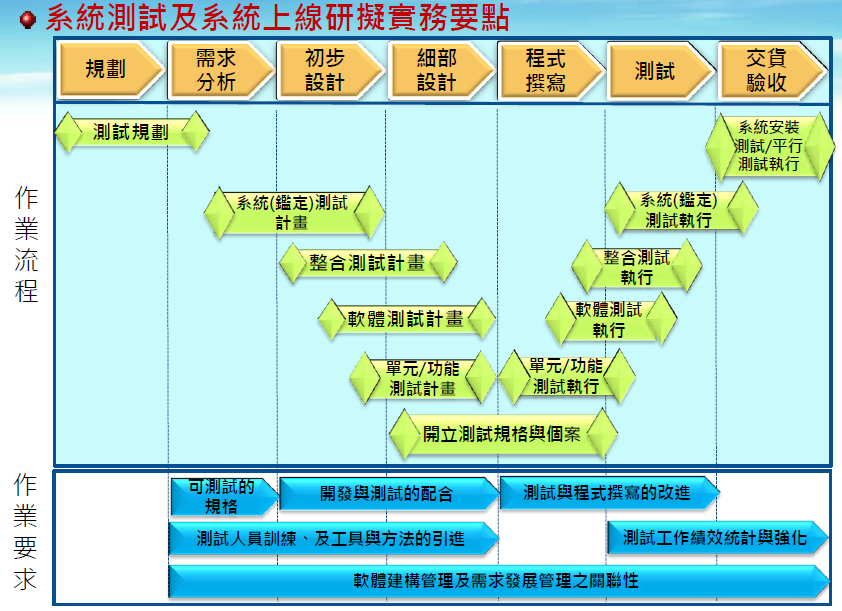 系統測試及系統上線研擬實務要點
規劃
需求
分析
初步
設計
細部
設計
程式
撰寫
測試
交貨
驗收
作業流程
測試規劃
系統安裝
測試/平行
測試執行
系統(鑑定)測試
計畫
系統(鑑定)
測試執行
整合測試計畫
整合測試
執行
軟體測試計畫
軟體測試
執行
單元/功能
測試計畫
單元/功能
測試執行
開立測試規格與個案
作業要求
可測試的
規格
開發與測試的配合
測試與程式撰寫的改進
測試人員訓練、及工具與方法的引進
測試工作績效統計與強化
軟體建構管理及需求發展管理之關聯性